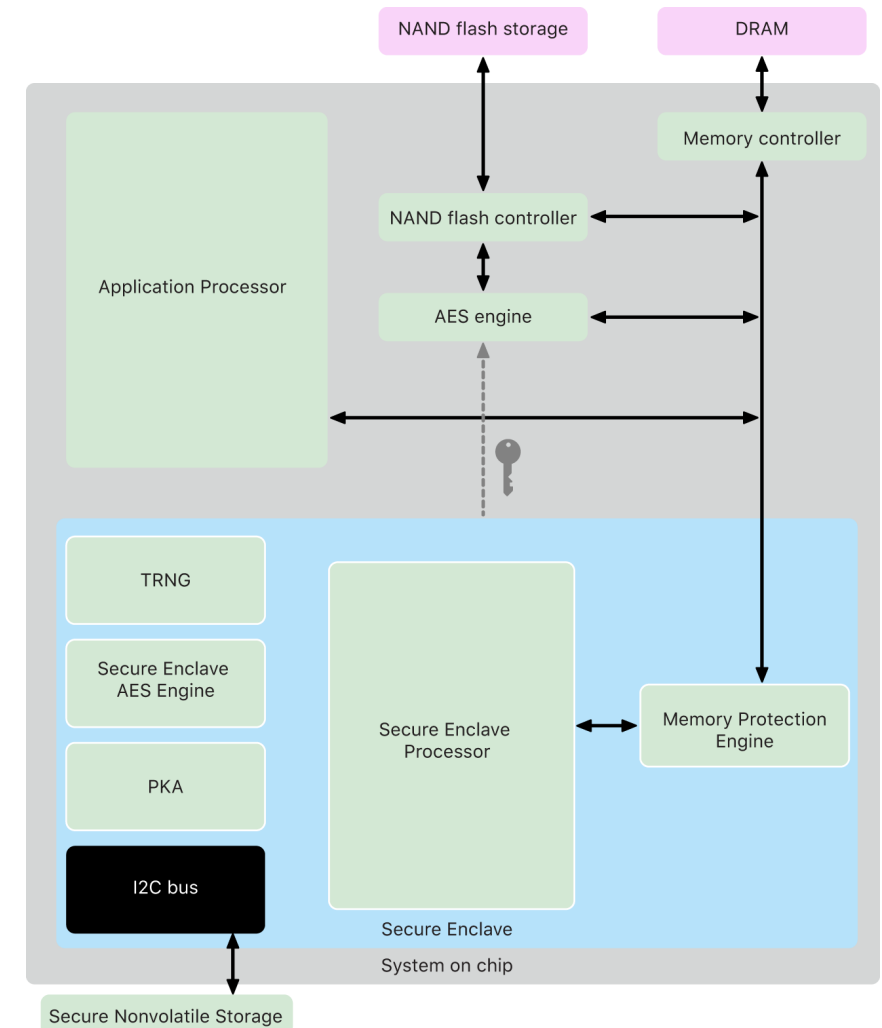 NAND flash storage
DRAM
Memory controller
NAND flash controller
Application Processor
AES engine
TRNG
Secure Enclave
AES Engine
Secure Enclave
Processor
Memory Protection
Engine
PKA
I2C bus
Secure Enclave
System on chip
Secure Nonvolatile Storage